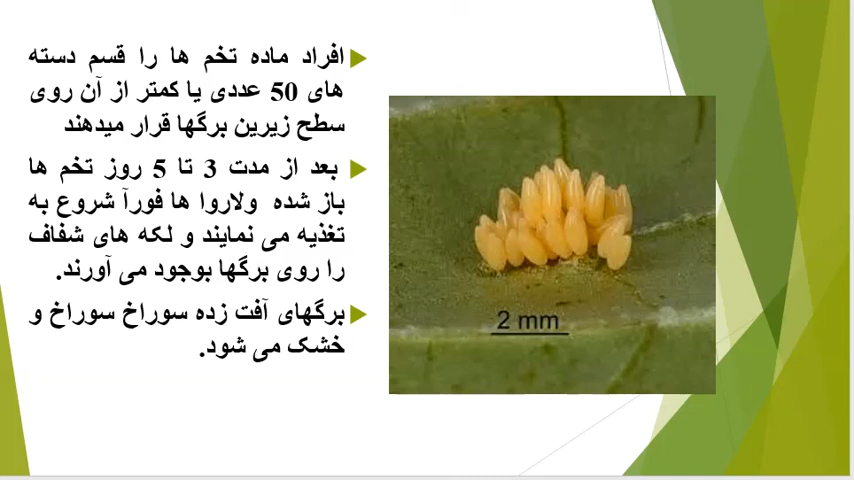 افراد ماده تخم ها را قسم دسته
های 50 عددی یا کمتر از آن روی
سطح زیرین برگها قرار میدهند
بعد از مدت 3 تا 5 روز تخم ها
باز شده ولاروا ها فورآ شروع به
تغذیه می نمایند و لکه های شفاف
را روی برگها بوجود می آورند.
برگهای آفت زده سوراخ سوراخ و
خشک می شود.
2 mm